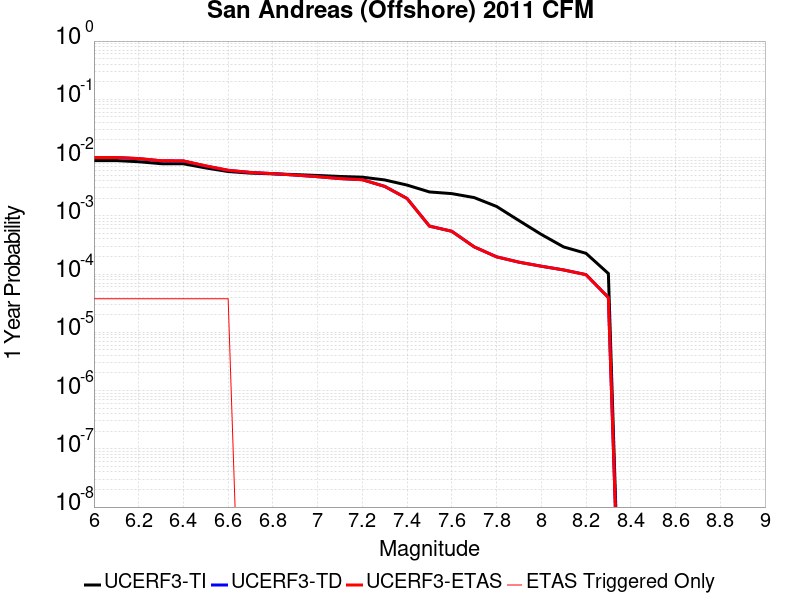 San Andreas (Offshore) 2011 CFM
10 0
10 -1
10 -2
10 -3
10 -4
10 -5
10 -6
10 -7
10 -8
1 Year Probability
6 6.2 6.4 6.6 6.8 7 7.2 7.4 7.6 7.8 8 8.2 8.4 8.6 8.8 9
Magnitude
UCERF3-TI UCERF3-TD UCERF3-ETAS ETAS Triggered Only